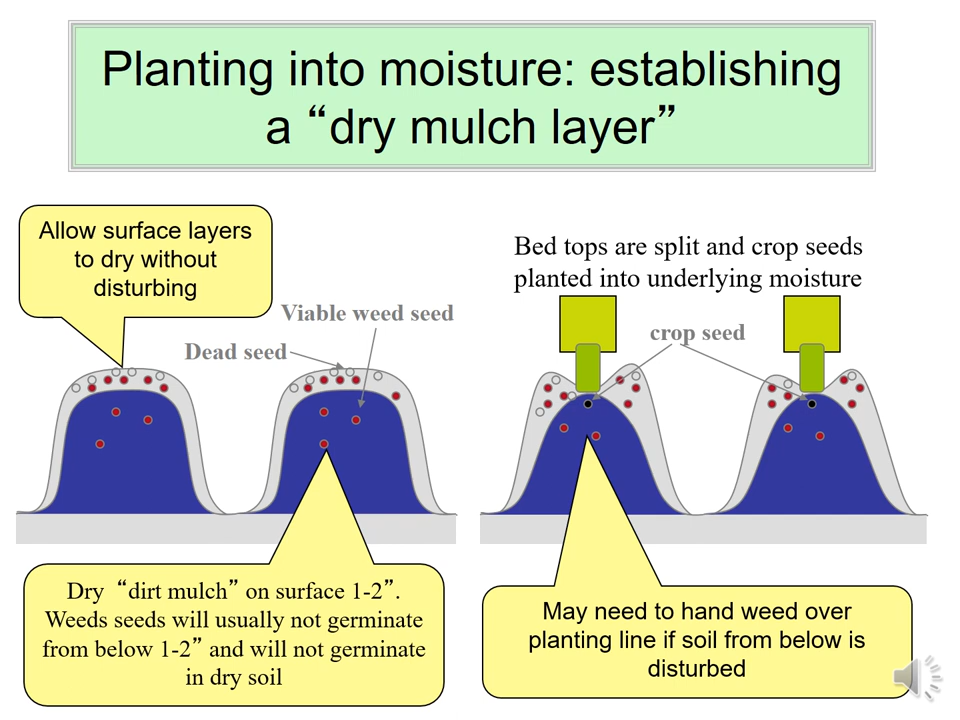 Planting into moisture: establishing
a “dry mulch layer”
Allow surface layers
to dry without
disturbing
Viable weed seed
Dead seed
Bed tops are split and crop seeds
planted into underlying moisture
crop seed
Dry “dirt mulch” on surface 1-2”.
Weeds seeds will usually not germinate
from below 1-2” and will not germinate
in dry soil
May need to hand weed over
planting line if soil from below is
disturbed